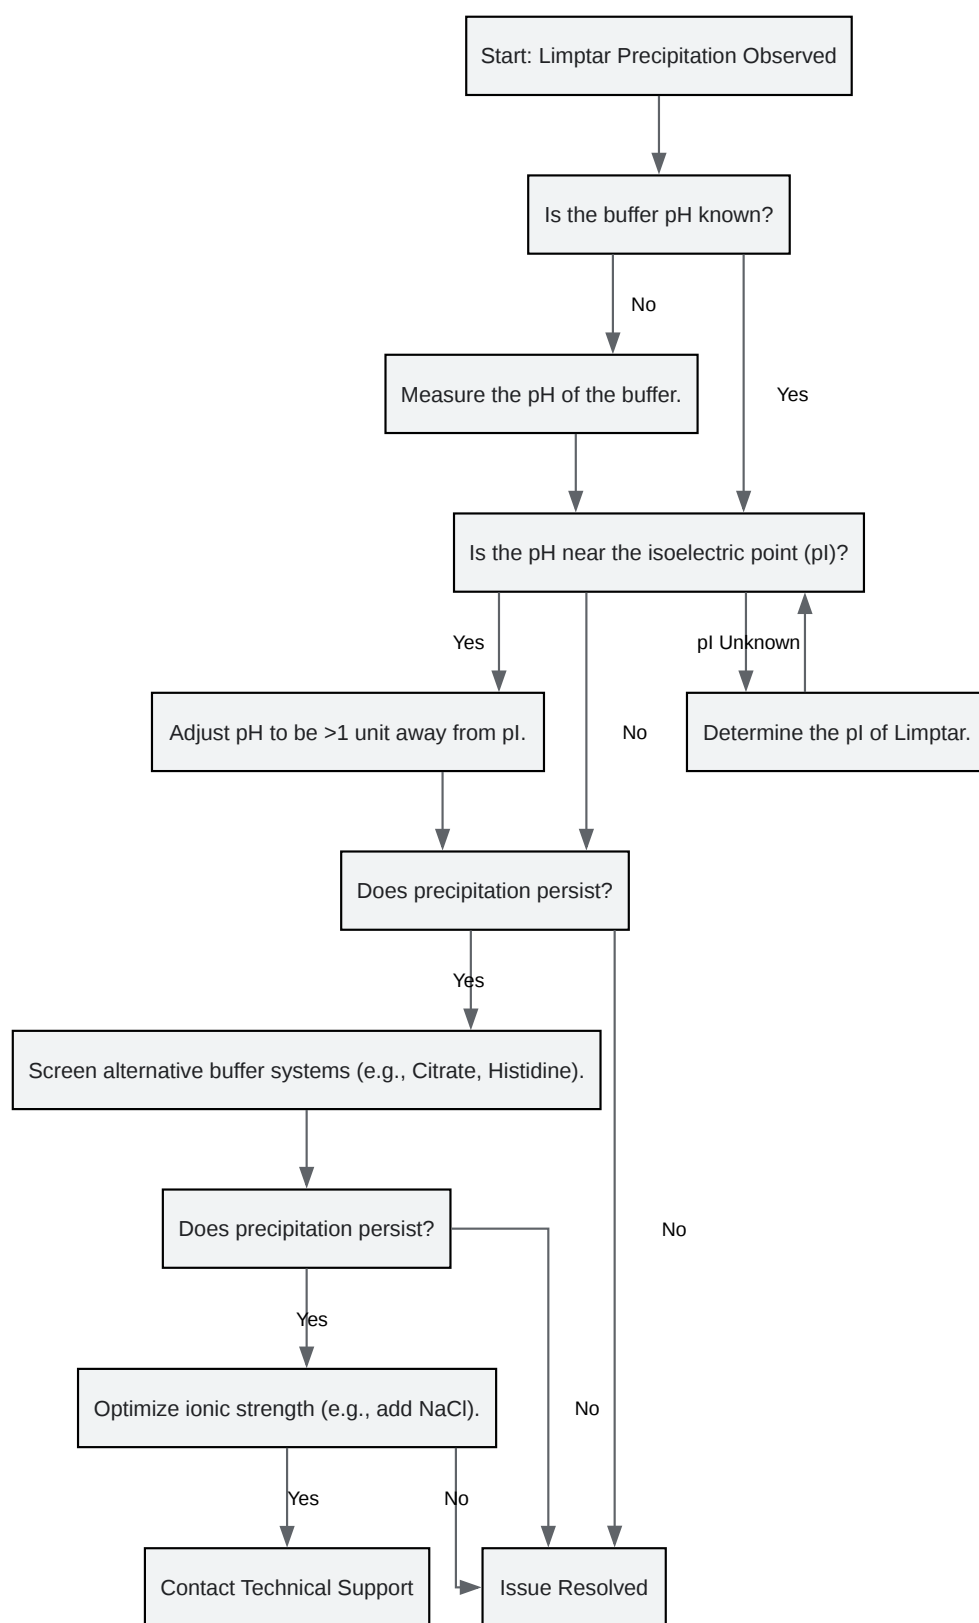 Start: Limptar Precipitation Observed
Is the buffer pH known?
No
Measure the pH of the buffer.
Yes
Is the pH near the isoelectric point (pI)?
Yes
pI Unknown
Adjust pH to be >1 unit away from pI.
No
Determine the pI of Limptar.
Does precipitation persist?
Yes
Screen alternative buffer systems (e.g., Citrate, Histidine).
Does precipitation persist?
No
Yes
Optimize ionic strength (e.g., add NaCl).
No
Yes
No
Contact Technical Support
Issue Resolved